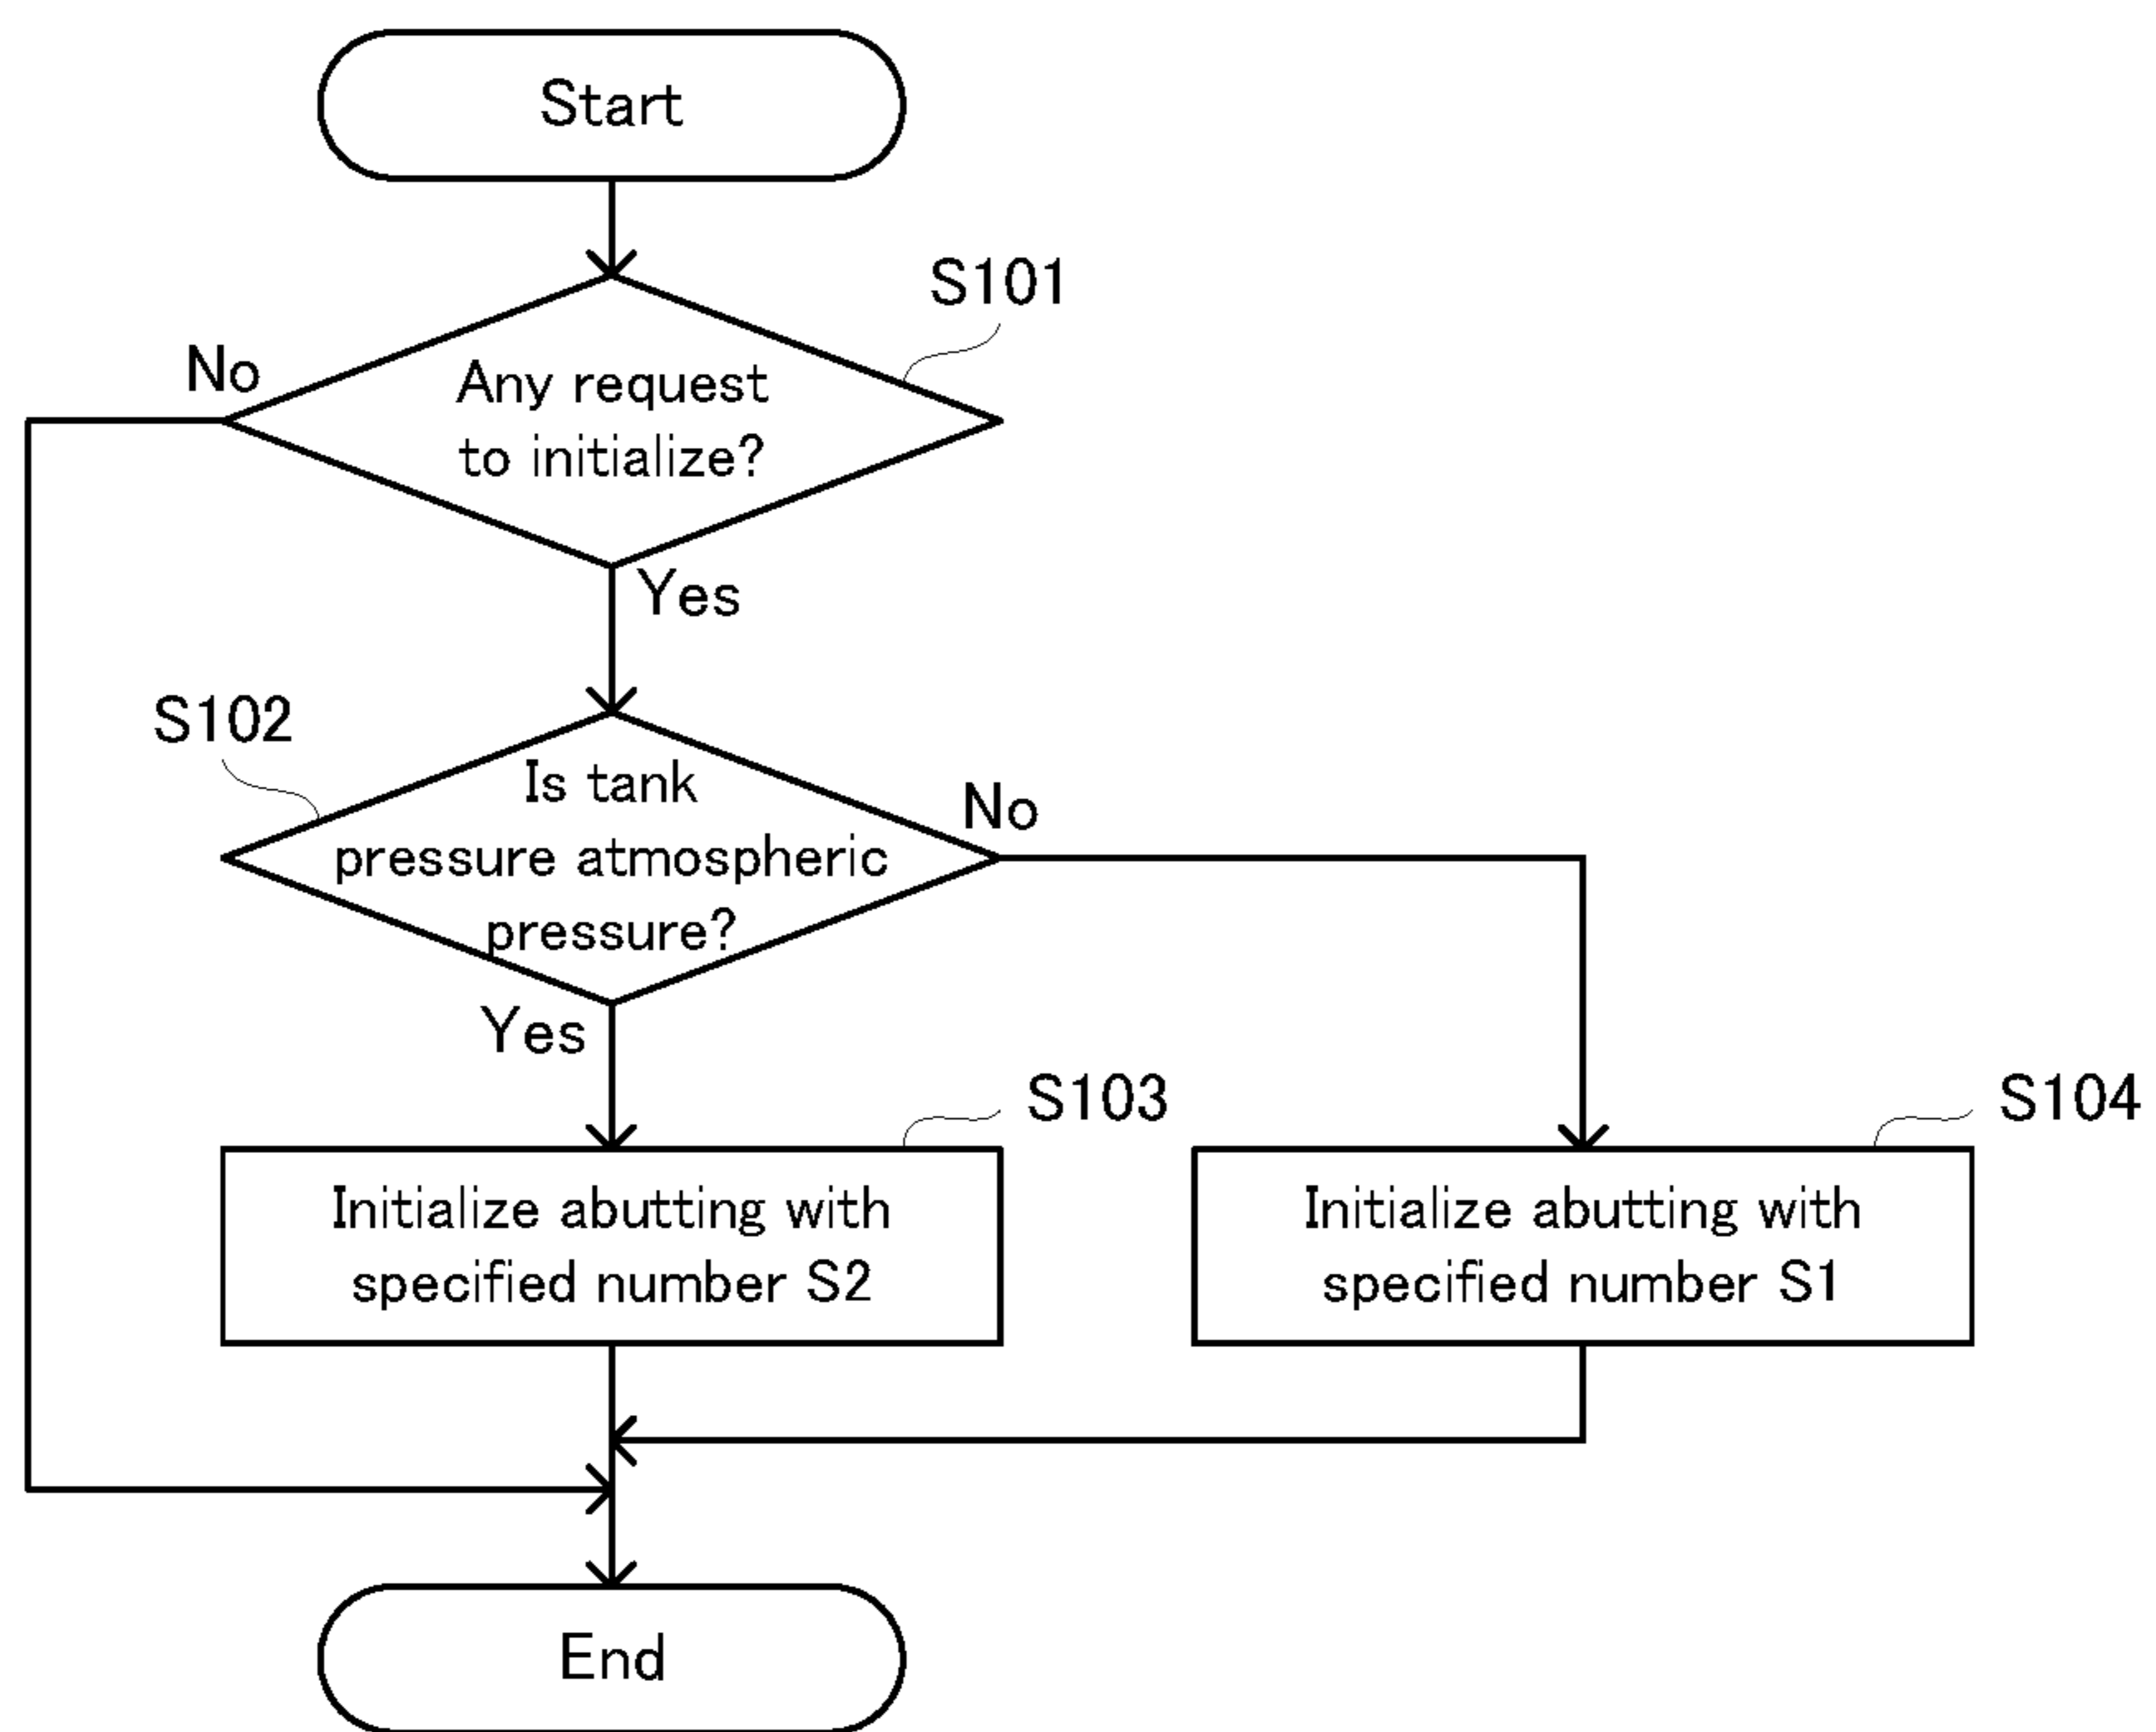 Start
S101
No
Any request
to initialize?
Yes
S102
Is tank
pressure atmospheric
pressure?
No
Yes
S103
S104
Initialize abutting with
specified number S2
Initialize abutting with
specified number S1
End